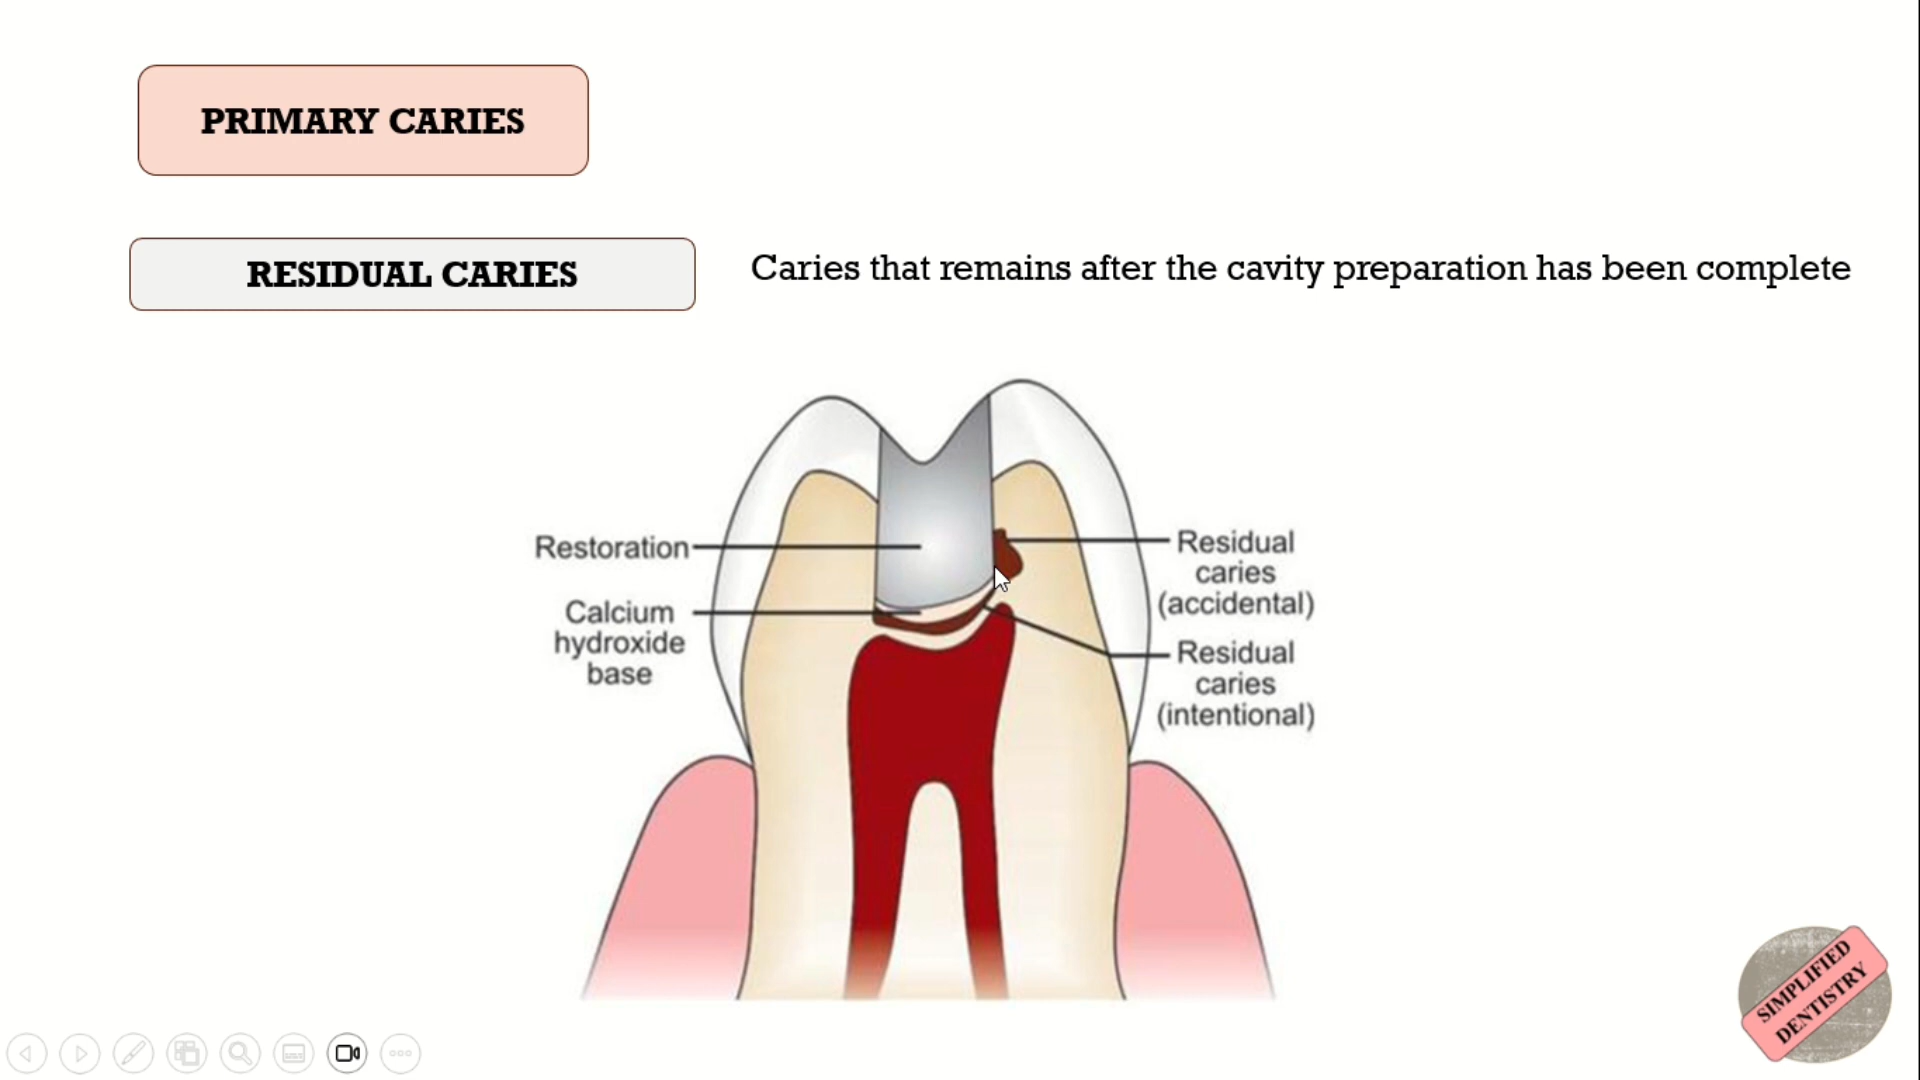 PRIMARY CARIES
RESIDUAL CARIES
Caries that remains after the cavity preparation has been complete
Restoration
Calcium
hydroxide
base
Residual
caries
(accidental)
Residual
caries
(intentional)
SIMPLIFIED
DENTISTRY